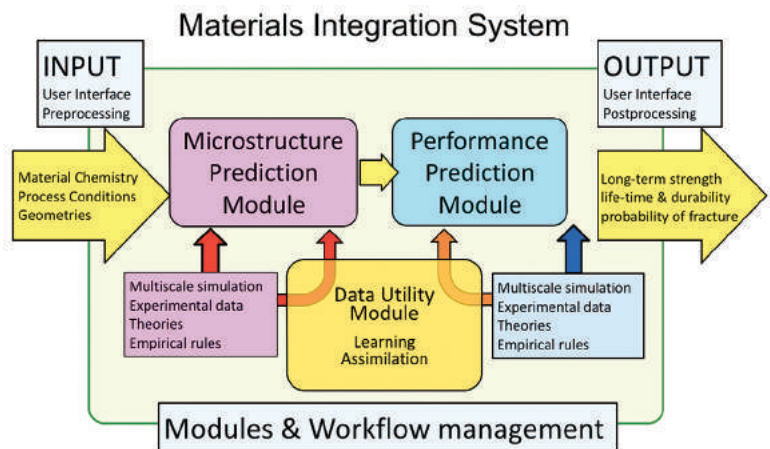 Materials Integration System
INPUT
User Interface
Preprocessing
OUTPUT
User Interface
Postprocessing
Material Chemistry
Process Conditions
Geometries
Microstructure
Prediction
Module
Performance
Prediction
Module
Long-term strength
life-time & durability
probability of fracture
Multiscale simulation
Experimental data
Theories
Empirical rules
Data Utility
Module
Learning
Assimilation
Multiscale simulation
Experimental data
Theories
Empirical rules
Modules & Workflow management